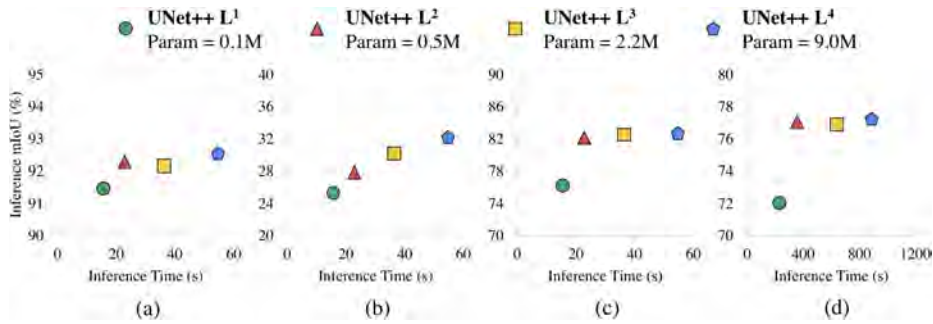 UNet++ L¹ UNet++ L² UNet++ L³ UNet++ L⁴
Param = 0.1M Param = 0.5M Param = 2.2M Param = 9.0M
Inference mIoU (%)
95
94
93
92
91
90
0 20 40 60
Inference Time (s)
(a)
40
36
32
28
24
20
0 20 40 60
Inference Time (s)
(b)
90
86
82
78
74
70
0 20 40 60
Inference Time (s)
(c)
80
78
76
74
72
70
0 400 800 1200
Inference Time (s)
(d)